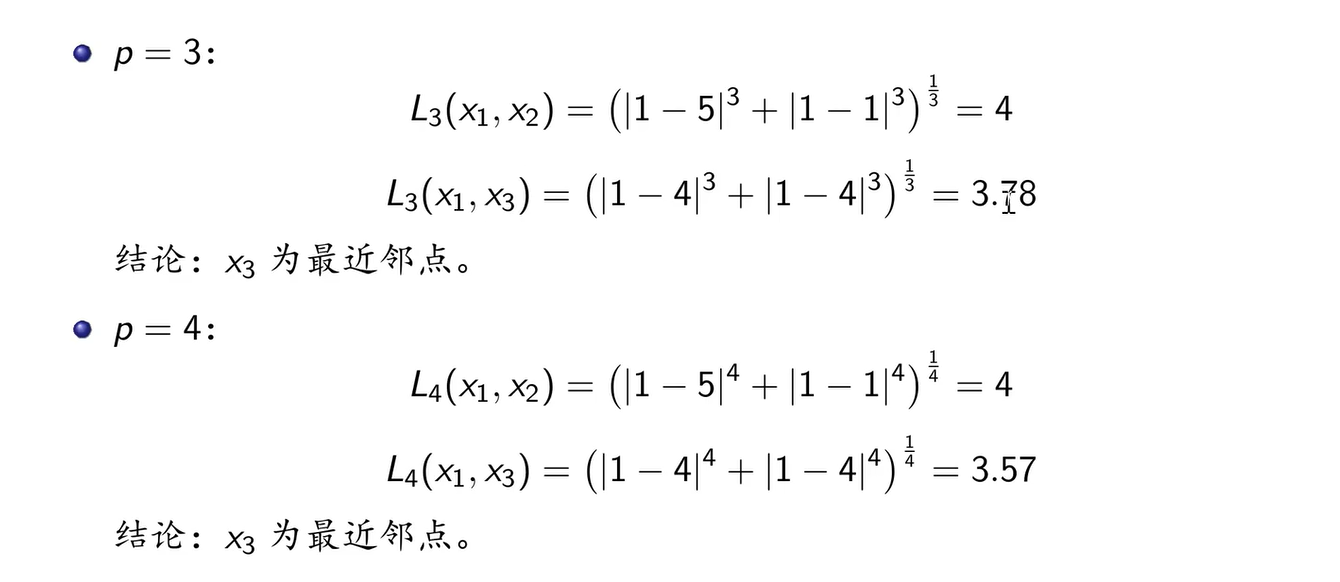 p = 3:
L₃(x₁, x₂) = (|1 − 5|³ + |1 − 1|³)^(1/3) = 4
L₃(x₁, x₃) = (|1 − 4|³ + |1 − 4|³)^(1/3) = 3.78
结论：x₃ 为最近邻点。
p = 4:
L₄(x₁, x₂) = (|1 − 5|⁴ + |1 − 1|⁴)^(1/4) = 4
L₄(x₁, x₃) = (|1 − 4|⁴ + |1 − 4|⁴)^(1/4) = 3.57
结论：x₃ 为最近邻点。